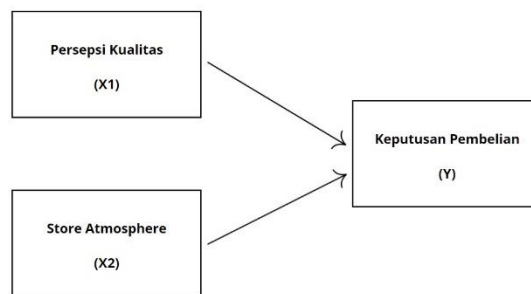 Persepsi Kualitas
(X1)
Keputusan Pembelian
(Y)
Store Atmosphere
(X2)